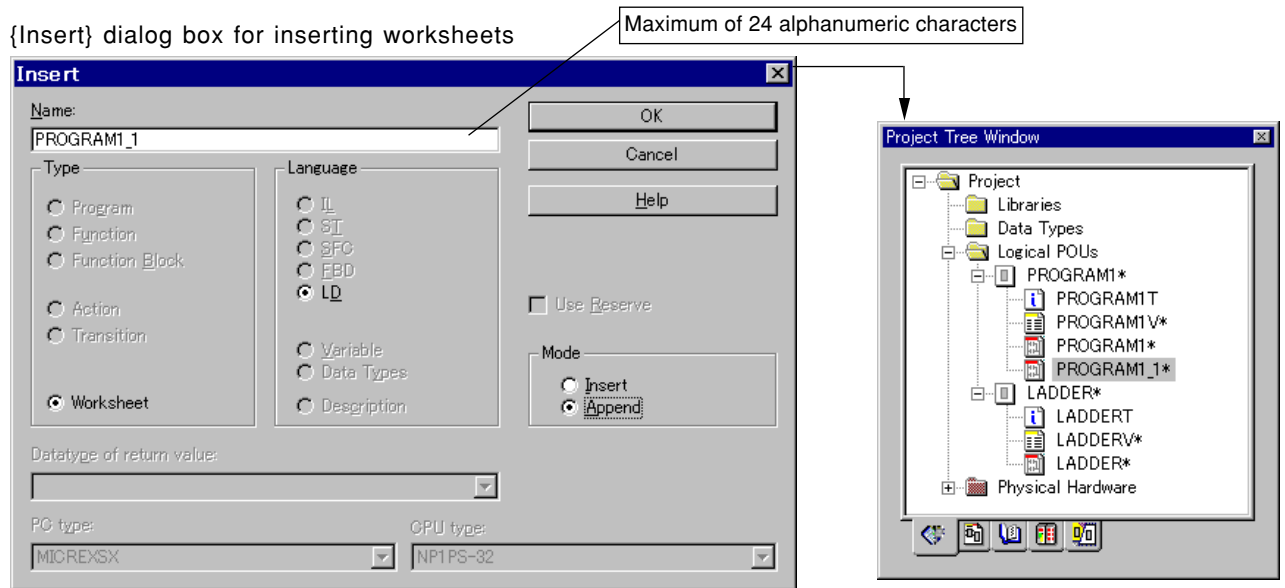 Maximum of 24 alphanumeric characters
{Insert} dialog box for inserting worksheets
Insert
Name:
PROGRAM1_1
OK
Cancel
Help
Type
Program
Function
Function Block
Action
Transition
Worksheet
Language
IL
ST
SFC
FBD
LD
Variable
Data Types
Description
Use Reserve
Mode
Insert
Append
Datatype of return value:
PC type:
MICREXSX
CPU type:
NP1PS-32
Project Tree Window
Project
Libraries
Data Types
Logical POUs
PROGRAM1*
PROGRAM1T
PROGRAM1V*
PROGRAM1*
PROGRAM1_1*
LADDER*
LADDERT
LADDERV*
LADDER*
Physical Hardware